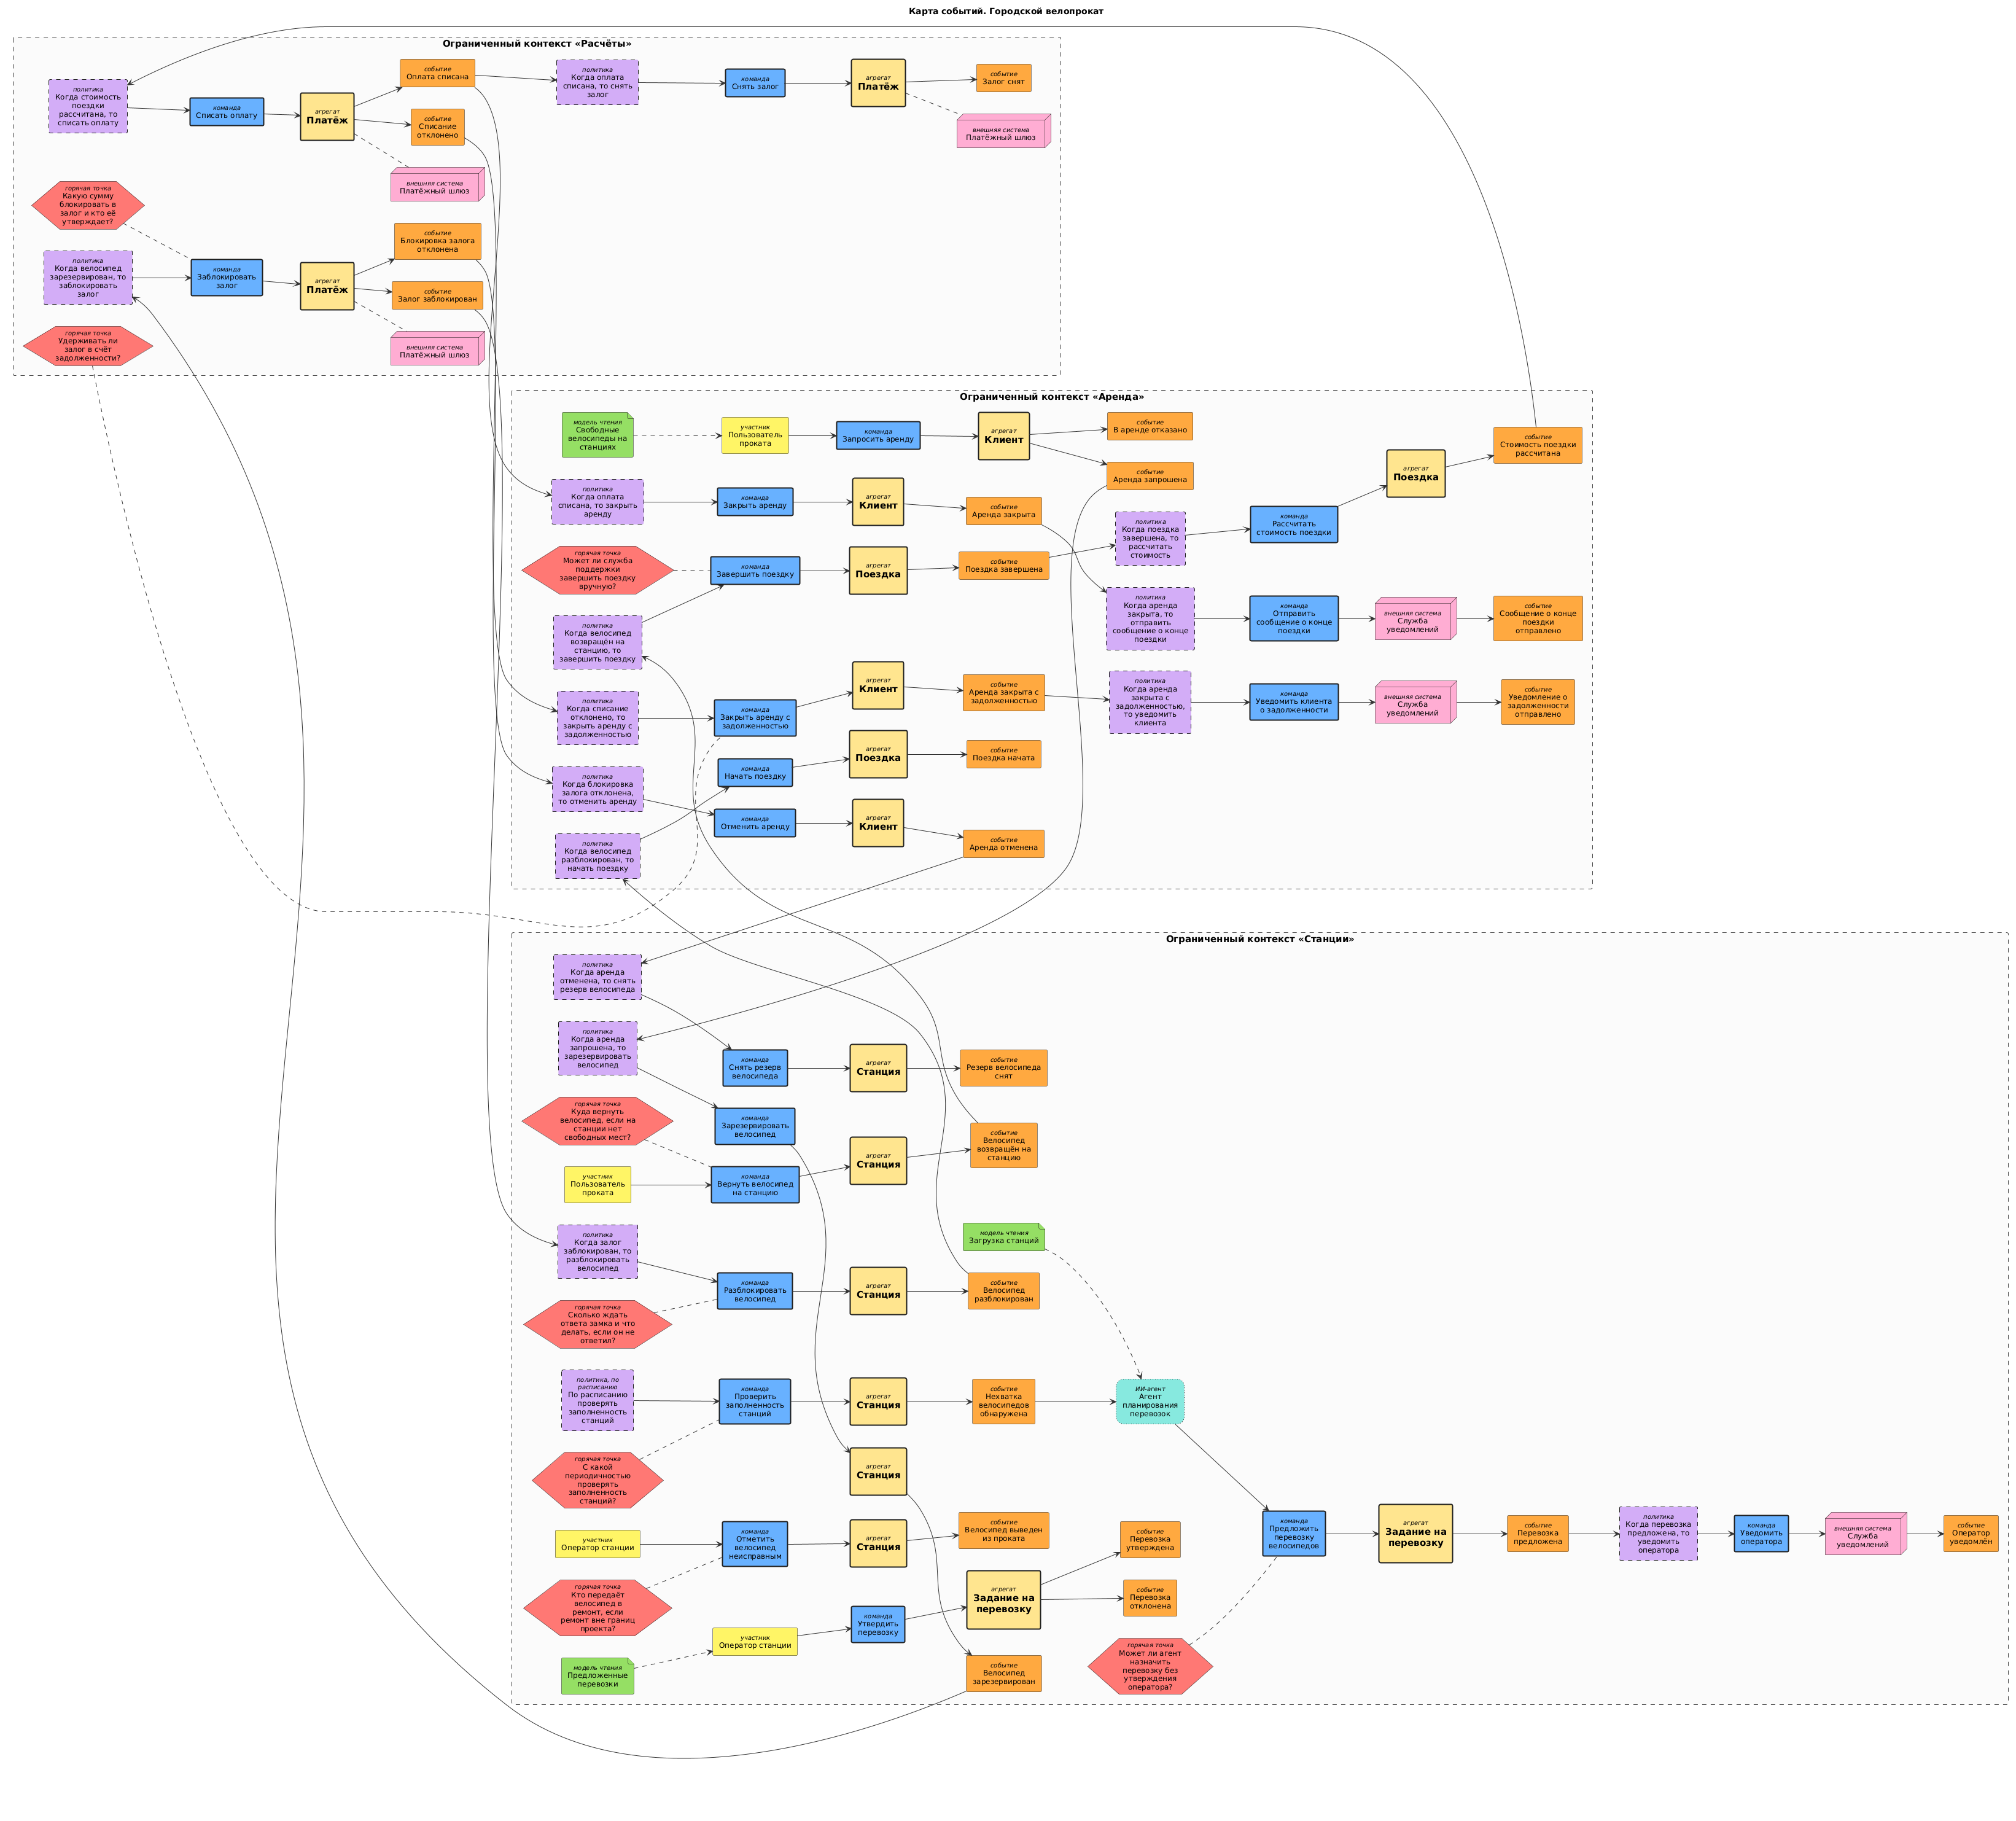 Карта событий. Городской велопрокат
Ограниченный контекст «Расчёты»
политика
Когда стоимость
поездки
рассчитана, то
списать оплату
команда
Списать оплату
агрегат
Платёж
событие
Оплата списана
событие
Списание
отклонено
внешняя система
Платёжный шлюз
политика
Когда оплата
списана, то снять
залог
команда
Снять залог
агрегат
Платёж
событие
Залог снят
внешняя система
Платёжный шлюз
горячая точка
Какую сумму
блокировать в
залог и кто её
утверждает?
политика
Когда велосипед
зарезервирован, то
заблокировать
залог
команда
Заблокировать
залог
агрегат
Платёж
событие
Блокировка залога
отклонена
событие
Залог заблокирован
внешняя система
Платёжный шлюз
горячая точка
Удерживать ли
залог в счёт
задолженности?
Ограниченный контекст «Аренда»
модель чтения
Свободные
велосипеды на
станциях
участник
Пользователь
проката
команда
Запросить аренду
агрегат
Клиент
событие
В аренде отказано
событие
Аренда запрошена
политика
Когда оплата
списана, то закрыть
аренду
команда
Закрыть аренду
агрегат
Клиент
событие
Аренда закрыта
горячая точка
Может ли служба
поддержки
завершить поездку
вручную?
команда
Завершить поездку
агрегат
Поездка
событие
Поездка завершена
политика
Когда поездка
завершена, то
рассчитать
стоимость
команда
Рассчитать
стоимость поездки
агрегат
Поездка
событие
Стоимость поездки
рассчитана
политика
Когда велосипед
возвращён на
станцию, то
завершить поездку
политика
Когда аренда
закрыта, то
отправить
сообщение о конце
поездки
команда
Отправить
сообщение о конце
поездки
внешняя система
Служба
уведомлений
событие
Сообщение о конце
поездки
отправлено
политика
Когда списание
отклонено, то
закрыть аренду с
задолженностью
команда
Закрыть аренду с
задолженностью
агрегат
Клиент
событие
Аренда закрыта с
задолженностью
политика
Когда аренда
закрыта с
задолженностью,
то уведомить
клиента
команда
Уведомить клиента
о задолженности
внешняя система
Служба
уведомлений
событие
Уведомление о
задолженности
отправлено
политика
Когда блокировка
залога отклонена,
то отменить аренду
команда
Начать поездку
агрегат
Поездка
событие
Поездка начата
политика
Когда велосипед
разблокирован, то
начать поездку
команда
Отменить аренду
агрегат
Клиент
событие
Аренда отменена
Ограниченный контекст «Станции»
политика
Когда аренда
отменена, то снять
резерв велосипеда
политика
Когда аренда
запрошена, то
зарезервировать
велосипед
команда
Снять резерв
велосипеда
агрегат
Станция
событие
Резерв велосипеда
снят
горячая точка
Куда вернуть
велосипед, если на
станции нет
свободных мест?
команда
Зарезервировать
велосипед
участник
Пользователь
проката
команда
Вернуть велосипед
на станцию
агрегат
Станция
событие
Велосипед
возвращён на
станцию
политика
Когда залог
заблокирован, то
разблокировать
велосипед
команда
Разблокировать
велосипед
агрегат
Станция
модель чтения
Загрузка станций
событие
Велосипед
разблокирован
горячая точка
Сколько ждать
ответа замка и что
делать, если он не
ответил?
политика, по
расписанию
По расписанию
проверять
заполненность
станций
команда
Проверить
заполненность
станций
агрегат
Станция
событие
Нехватка
велосипедов
обнаружена
ИИ-агент
Агент
планирования
перевозок
горячая точка
С какой
периодичностью
проверять
заполненность
станций?
агрегат
Станция
участник
Оператор станции
команда
Отметить
велосипед
неисправным
агрегат
Станция
событие
Велосипед выведен
из проката
событие
Перевозка
утверждена
команда
Предложить
перевозку
велосипедов
агрегат
Задание на
перевозку
событие
Перевозка
предложена
политика
Когда перевозка
предложена, то
уведомить
оператора
команда
Уведомить
оператора
внешняя система
Служба
уведомлений
событие
Оператор
уведомлён
горячая точка
Кто передаёт
велосипед в
ремонт, если
ремонт вне границ
проекта?
участник
Оператор станции
команда
Утвердить
перевозку
агрегат
Задание на
перевозку
событие
Перевозка
отклонена
модель чтения
Предложенные
перевозки
событие
Велосипед
зарезервирован
горячая точка
Может ли агент
назначить
перевозку без
утверждения
оператора?